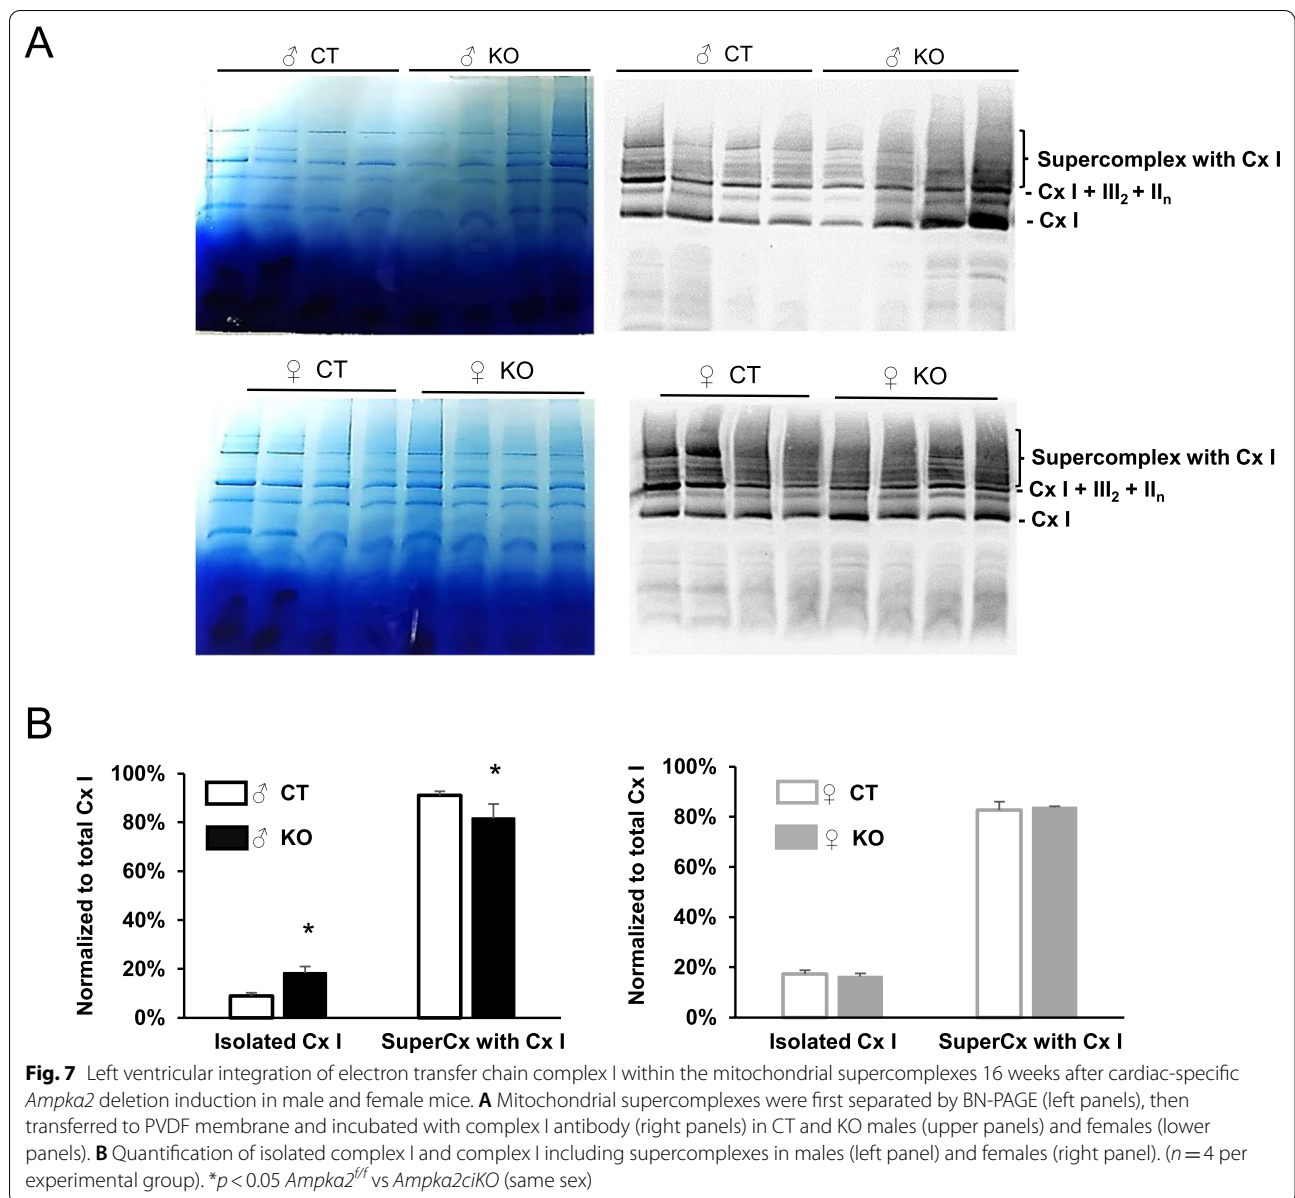 A
♂ CT
♂ KO
♂ CT
♂ KO
Supercomplex with Cx I
- Cx I + III2 + IIn
- Cx I
♀ CT
♀ KO
♀ CT
♀ KO
Supercomplex with Cx I
- Cx I + III2 + IIn
- Cx I
B
Normalized to total Cx I
100%
80%
60%
40%
20%
0%
♂ CT
♂ KO
*
*
Isolated Cx I
SuperCx with Cx I
Normalized to total Cx I
100%
80%
60%
40%
20%
0%
♀ CT
♀ KO
Isolated Cx I
SuperCx with Cx I
Fig. 7 Left ventricular integration of electron transfer chain complex I within the mitochondrial supercomplexes 16 weeks after cardiac-specific
Ampka2 deletion induction in male and female mice. A Mitochondrial supercomplexes were first separated by BN-PAGE (left panels), then
transferred to PVDF membrane and incubated with complex I antibody (right panels) in CT and KO males (upper panels) and females (lower
panels). B Quantification of isolated complex I and complex I including supercomplexes in males (left panel) and females (right panel). (n = 4 per
experimental group). *p < 0.05 Ampka2f/f vs Ampka2ciKO (same sex)